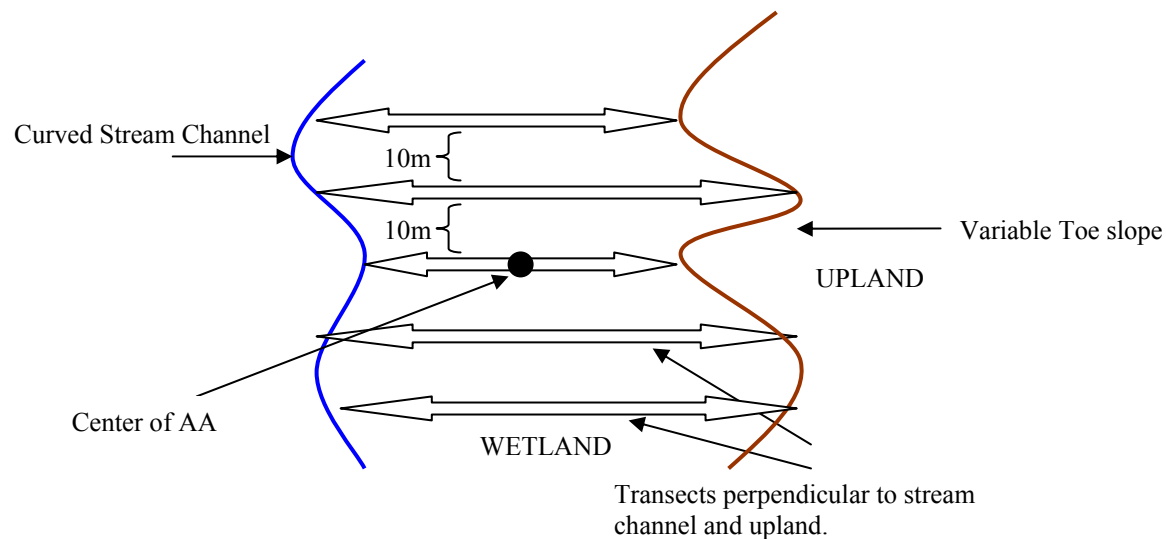 Curved Stream Channel
10m
10m
Variable Toe slope
UPLAND
Center of AA
WETLAND
Transects perpendicular to stream
channel and upland.